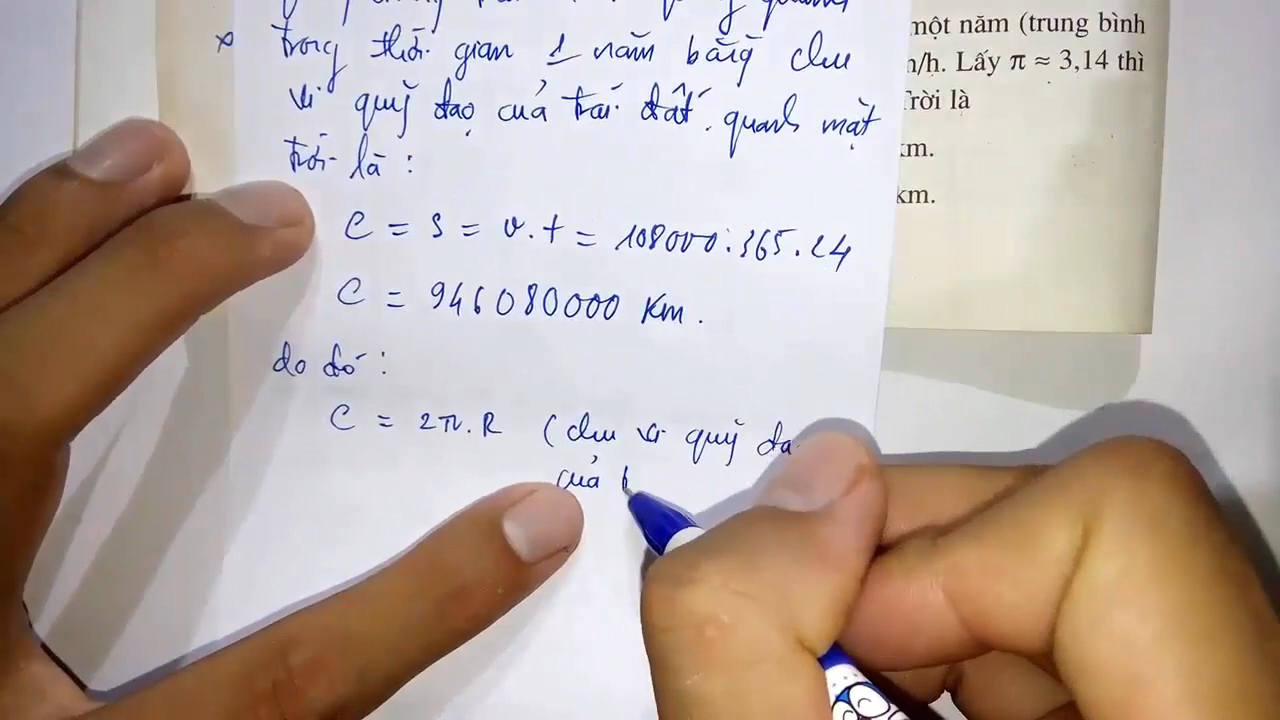 trong thời gian 1 năm bằng chu
vi quỹ đạo của trái đất quanh mặt
trời là :
C = S = v.t = 108000.365.24
C = 946080000 Km.
do đó :
C = 2π.R (chu vi quỹ đạ
của t
một năm (trung bình
n/h. Lấy π ≈ 3,14 thì
Trời là
km.
km.